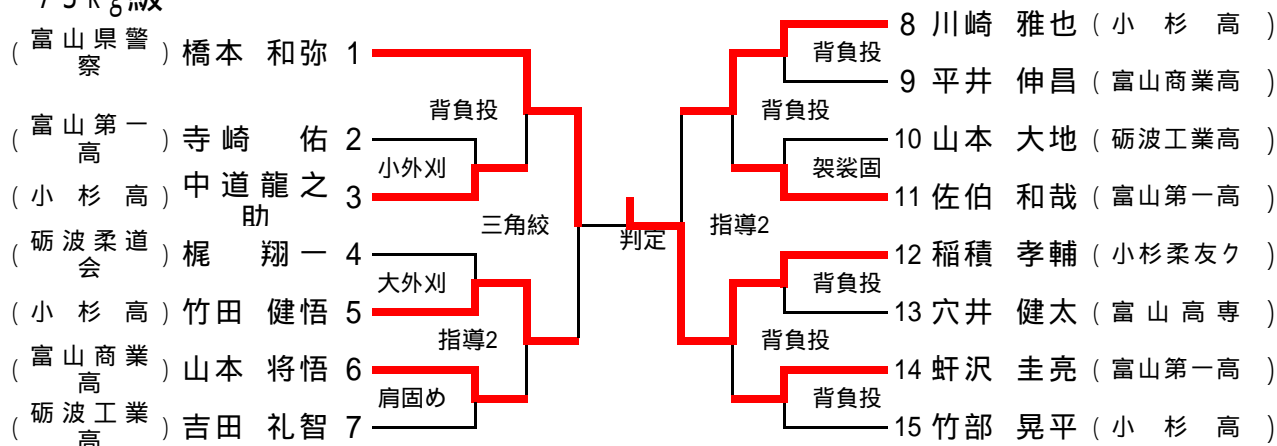 73kg級
(富山県警察) 橋本 和弥 1
(富山第一高) 寺崎 佑 2
(小杉高) 中道龍之助 3
(砺波柔道会) 梶 翔一 4
(小杉高) 竹田 健悟 5
(富山商業高) 山本 将悟 6
(砺波工業高) 吉田 礼智 7
背負投
小外刈
三角絞
大外刈
指導2
肩固め
判定
8 川崎 雅也 (小杉高)
9 平井 伸昌 (富山商業高)
10 山本 大地 (砺波工業高)
11 佐伯 和哉 (富山第一高)
12 稲積 孝輔 (小杉柔友ク)
13 穴井 健太 (富山高専)
14 蚈沢 圭亮 (富山第一高)
15 竹部 晃平 (小杉高)
背負投
背負投
袈裟固
指導2
背負投
背負投
背負投